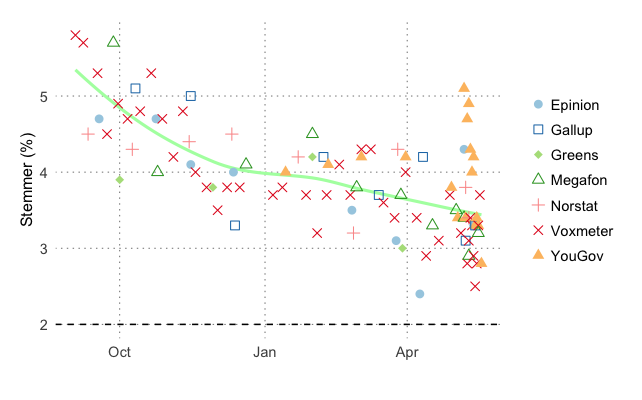 Stemmer (%)
5
4
3
2
Oct
Jan
Apr
Epinion
Gallup
Greens
Megafon
Norstat
Voxmeter
YouGov